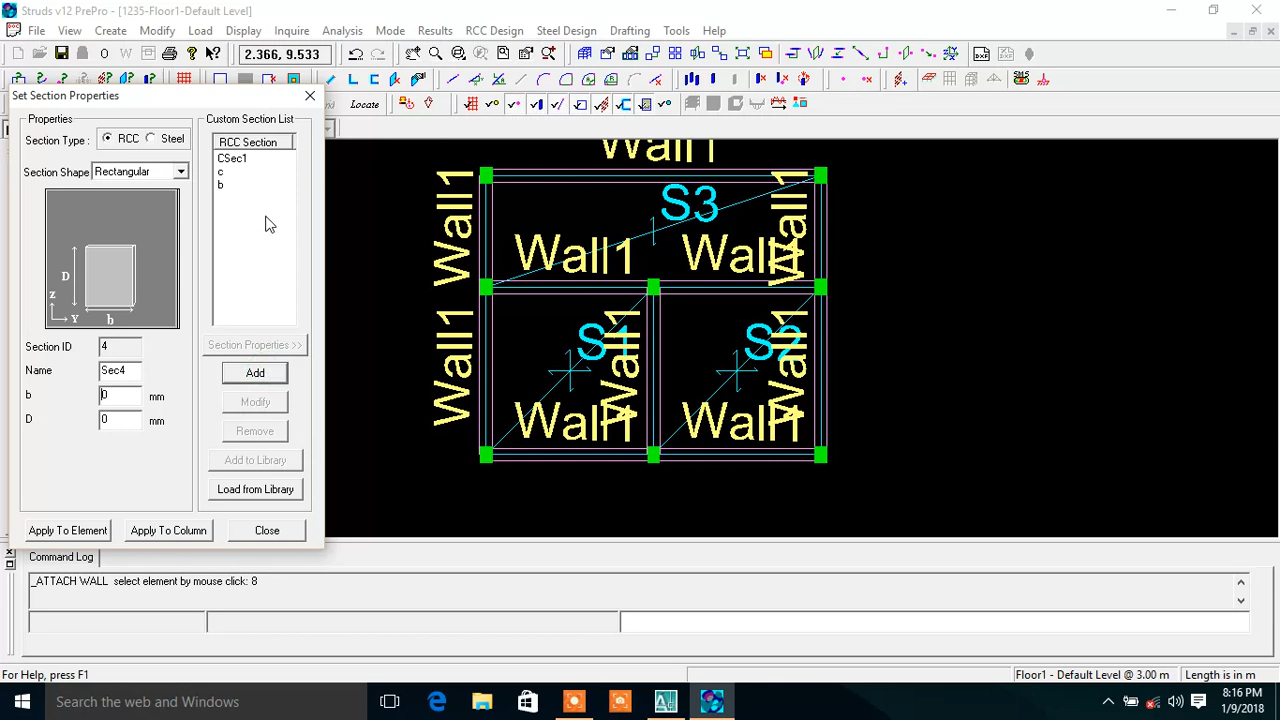 Struds v12 PrePro - [1235-Floor1-Default Level]
File View Create Modify Load Display Inquire Analysis Mode Results RCC Design Steel Design Drafting Tools Help
2.366, 9.533
DXF
Set Section Properties
Locate
Properties:
Section Type : RCC Steel
Section Shape Rectangular
D
z
Y
b
Section ID 4
Name Sec4
b 0 mm
D 0 mm
Custom Section List
RCC Section
CSec1
c
b
Section Properties >>
Add
Modify
Remove
Add to Library
Load from Library
Apply To Element Apply To Column Close
Wall1
Wall1
S3
Wall1
Wall1
Wall1
Wall1
S1
Wall1
S2
Wall1
Wall1
Wall1
Command Log
_ATTACH WALL select element by mouse click: 8
For Help, press F1
Floor1 - Default Level @ 3.00 m
Length is in m
Search the web and Windows
8:16 PM
1/9/2018